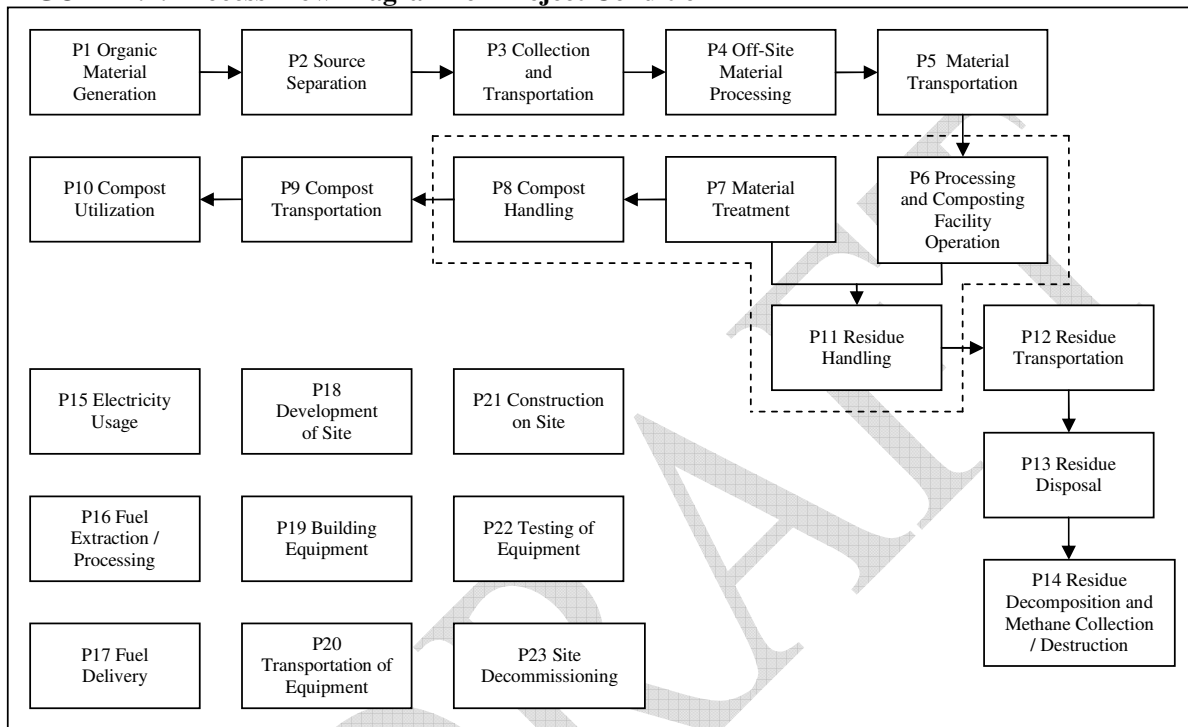 P1 Organic
Material
Generation
P2 Source
Separation
P3 Collection
and
Transportation
P4 Off-Site
Material
Processing
P5 Material
Transportation
P10 Compost
Utilization
P9 Compost
Transportation
P8 Compost
Handling
P7 Material
Treatment
P6 Processing
and Composting
Facility
Operation
P11 Residue
Handling
P12 Residue
Transportation
P15 Electricity
Usage
P18
Development
of Site
P21 Construction
on Site
P13 Residue
Disposal
P16 Fuel
Extraction /
Processing
P19 Building
Equipment
P22 Testing of
Equipment
P14 Residue
Decomposition and
Methane Collection
/ Destruction
P17 Fuel
Delivery
P20
Transportation of
Equipment
P23 Site
Decommissioning
DRAFT